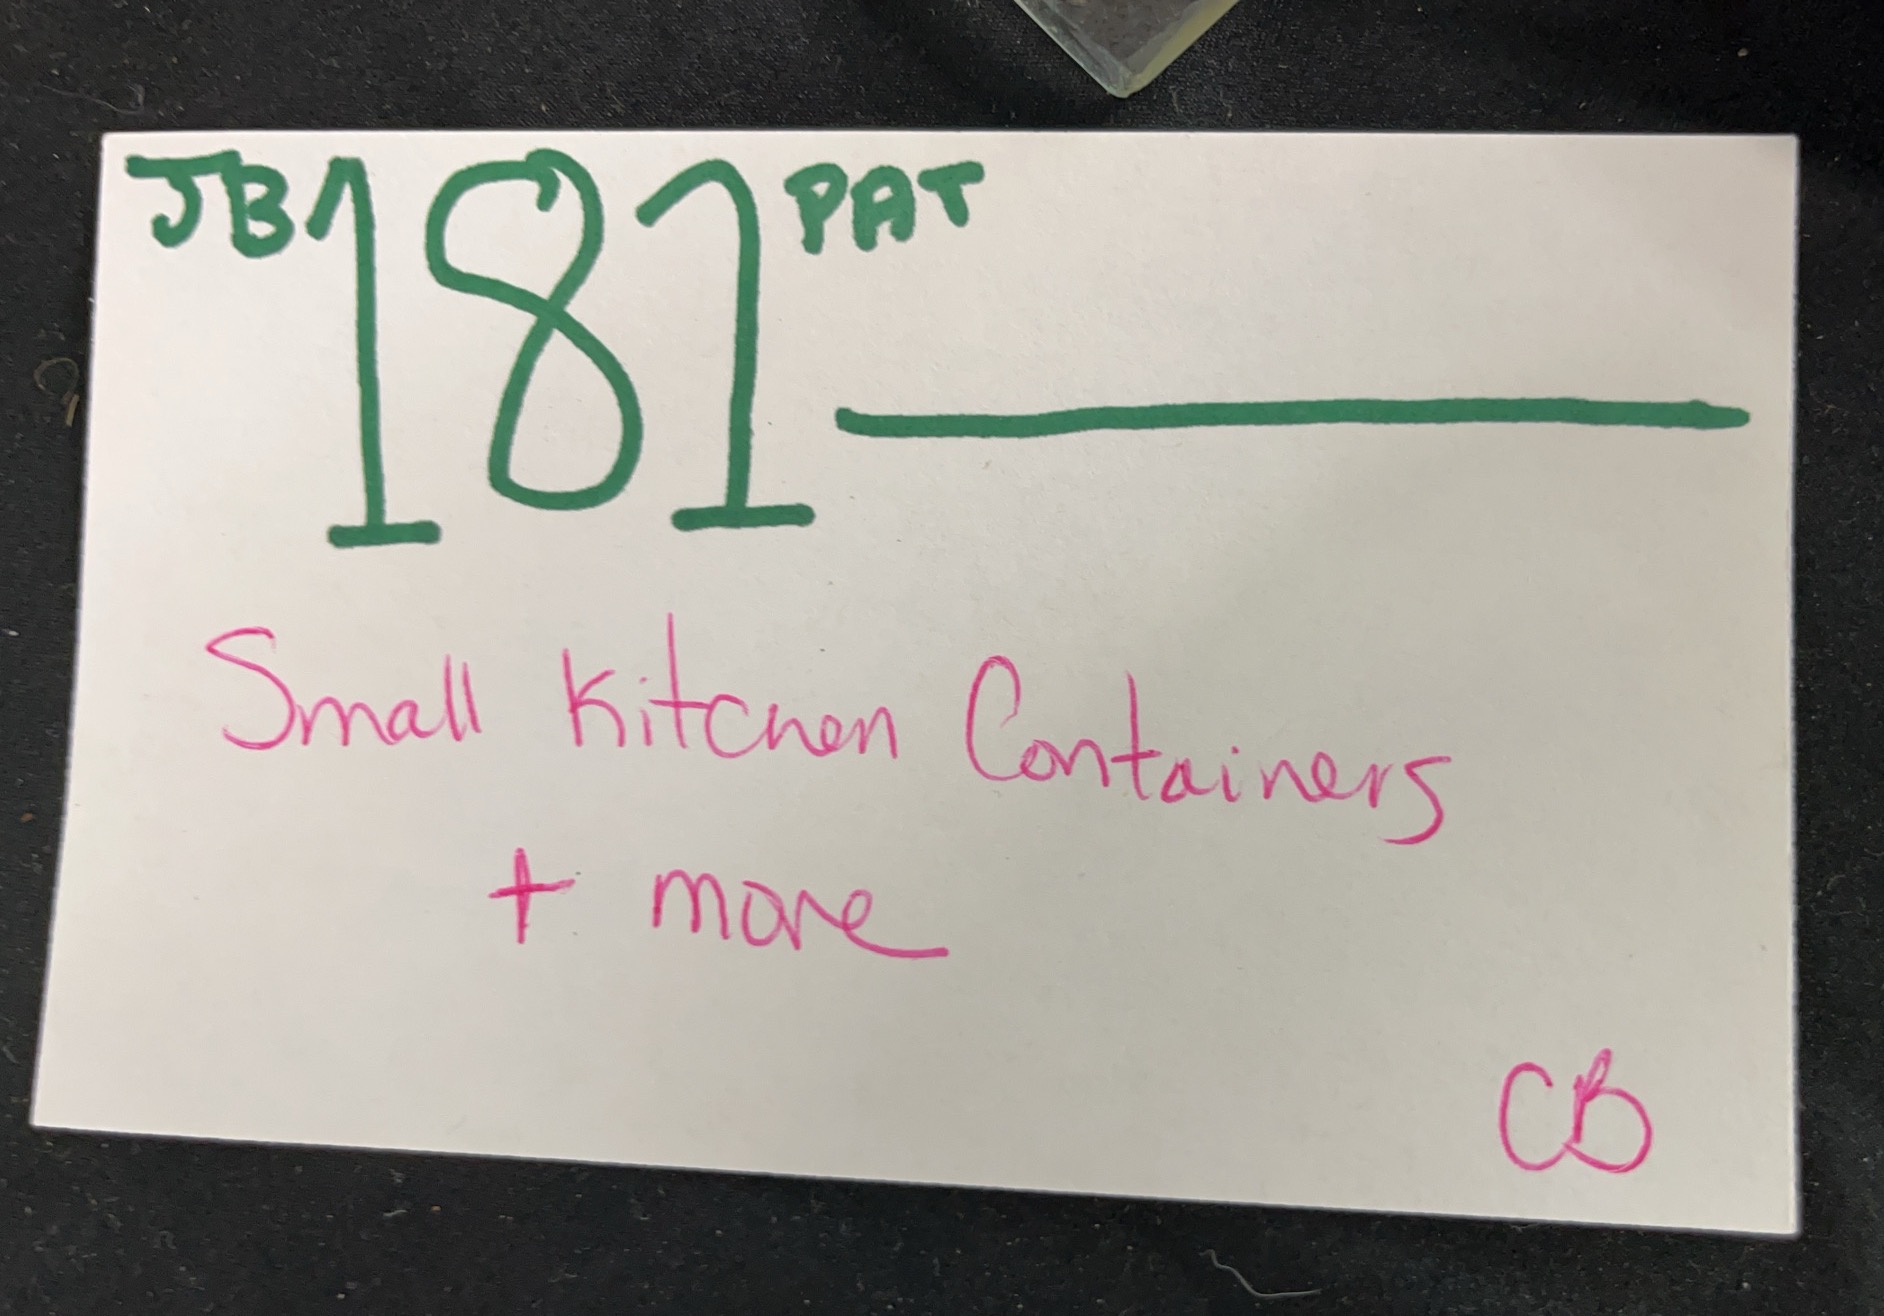 JB 181 PAT
Small Kitchen Containers
+ more
CB